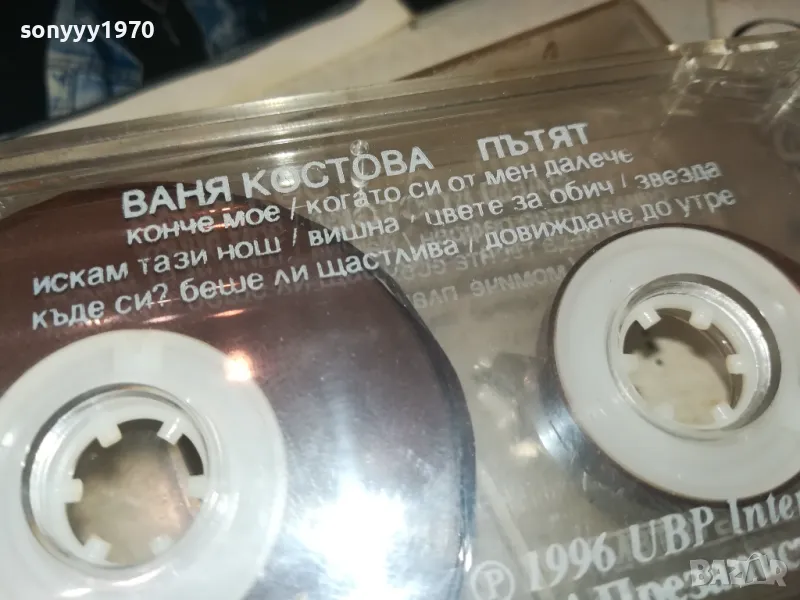 sonyyy1970
ВАНЯ КОСТОВА ПЪТЯТ
конче мое / когато си от мен далече
искам тази нощ / вишна / цвете за обич / звезда
къде си? беше ли щастлива / довиждане до утре
Ⓟ 1996 UBP Inter
BAZAR